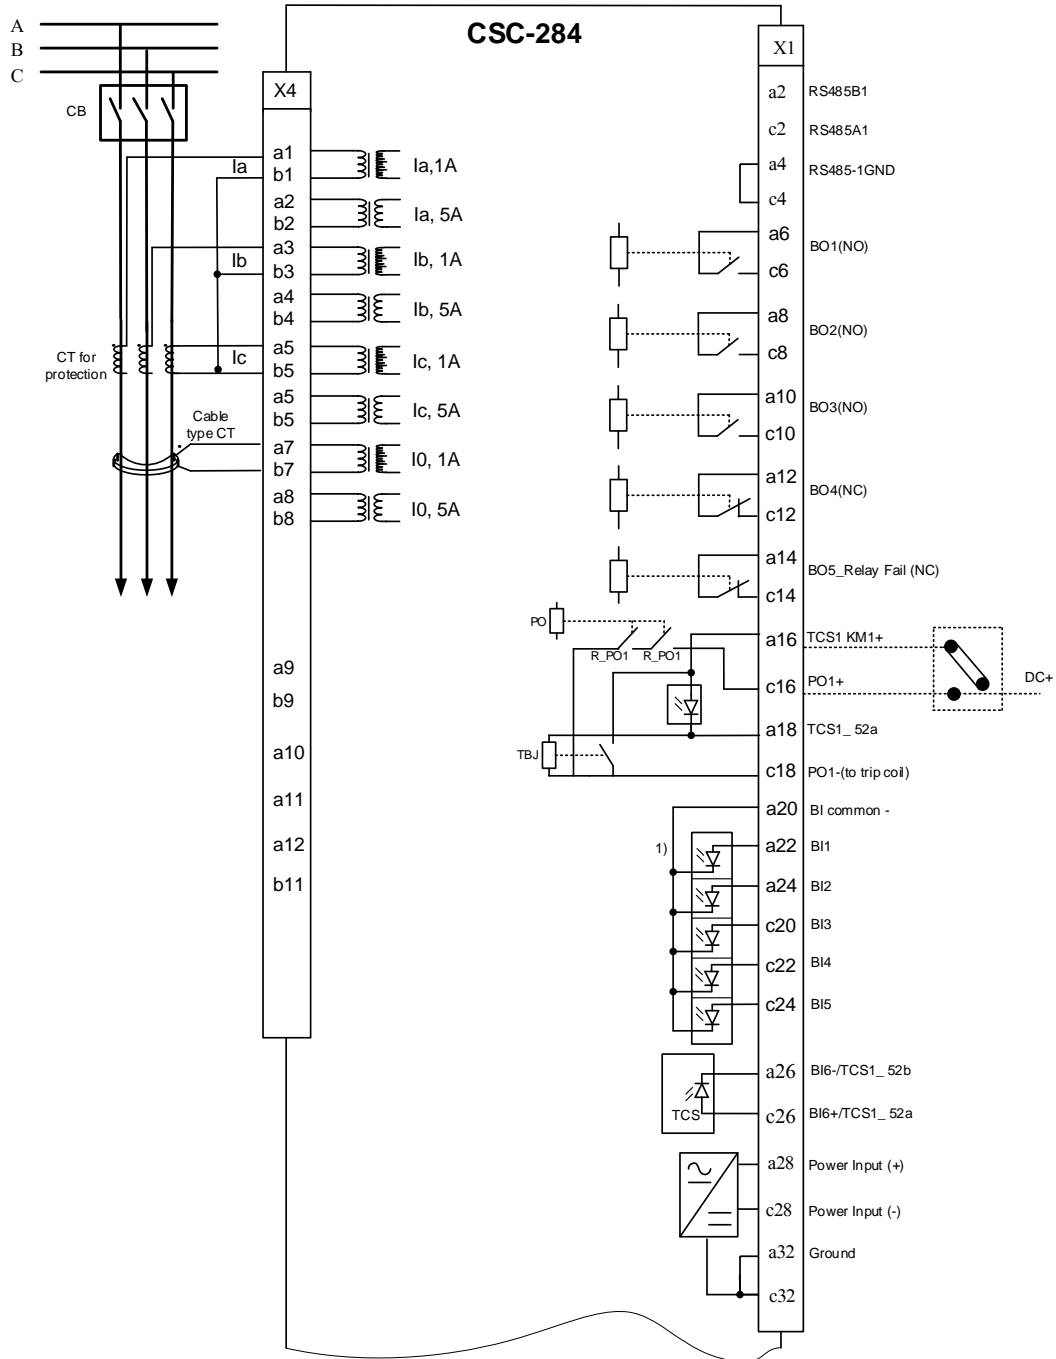 CSC-284
A
B
C
CB
X4
a1
b1
a2
b2
a3
b3
a4
b4
a5
b5
a5
b5
a7
b7
a8
b8
a9
b9
a10
a11
a12
b11
Ia
Ib
Ic
CT for
protection
Cable
type CT
Ia,1A
Ia, 5A
Ib, 1A
Ib, 5A
Ic, 1A
Ic, 5A
I0, 1A
I0, 5A
X1
a2 RS485B1
c2 RS485A1
a4 RS485-1GND
c4
a6 BO1(NO)
c6
a8 BO2(NO)
c8
a10 BO3(NO)
c10
a12 BO4(NC)
c12
a14 BO5_Relay Fail (NC)
c14
PO
R_PO1 R_PO1
a16 TCS1 KM1+
c16 PO1+
DC+
a18 TCS1_ 52a
TBJ
c18 PO1-(to trip coil)
a20 BI common -
1)
a22 BI1
a24 BI2
c20 BI3
c22 BI4
c24 BI5
a26 BI6-/TCS1_ 52b
TCS
c26 BI6+/TCS1_ 52a
a28 Power Input (+)
c28 Power Input (-)
a32 Ground
c32